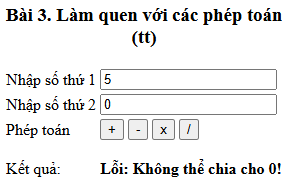 Bài 3. Làm quen với các phép toán
(tt)
Nhập số thứ 1 5
Nhập số thứ 2 0
Phép toán + - x /
Kết quả: Lỗi: Không thể chia cho 0!